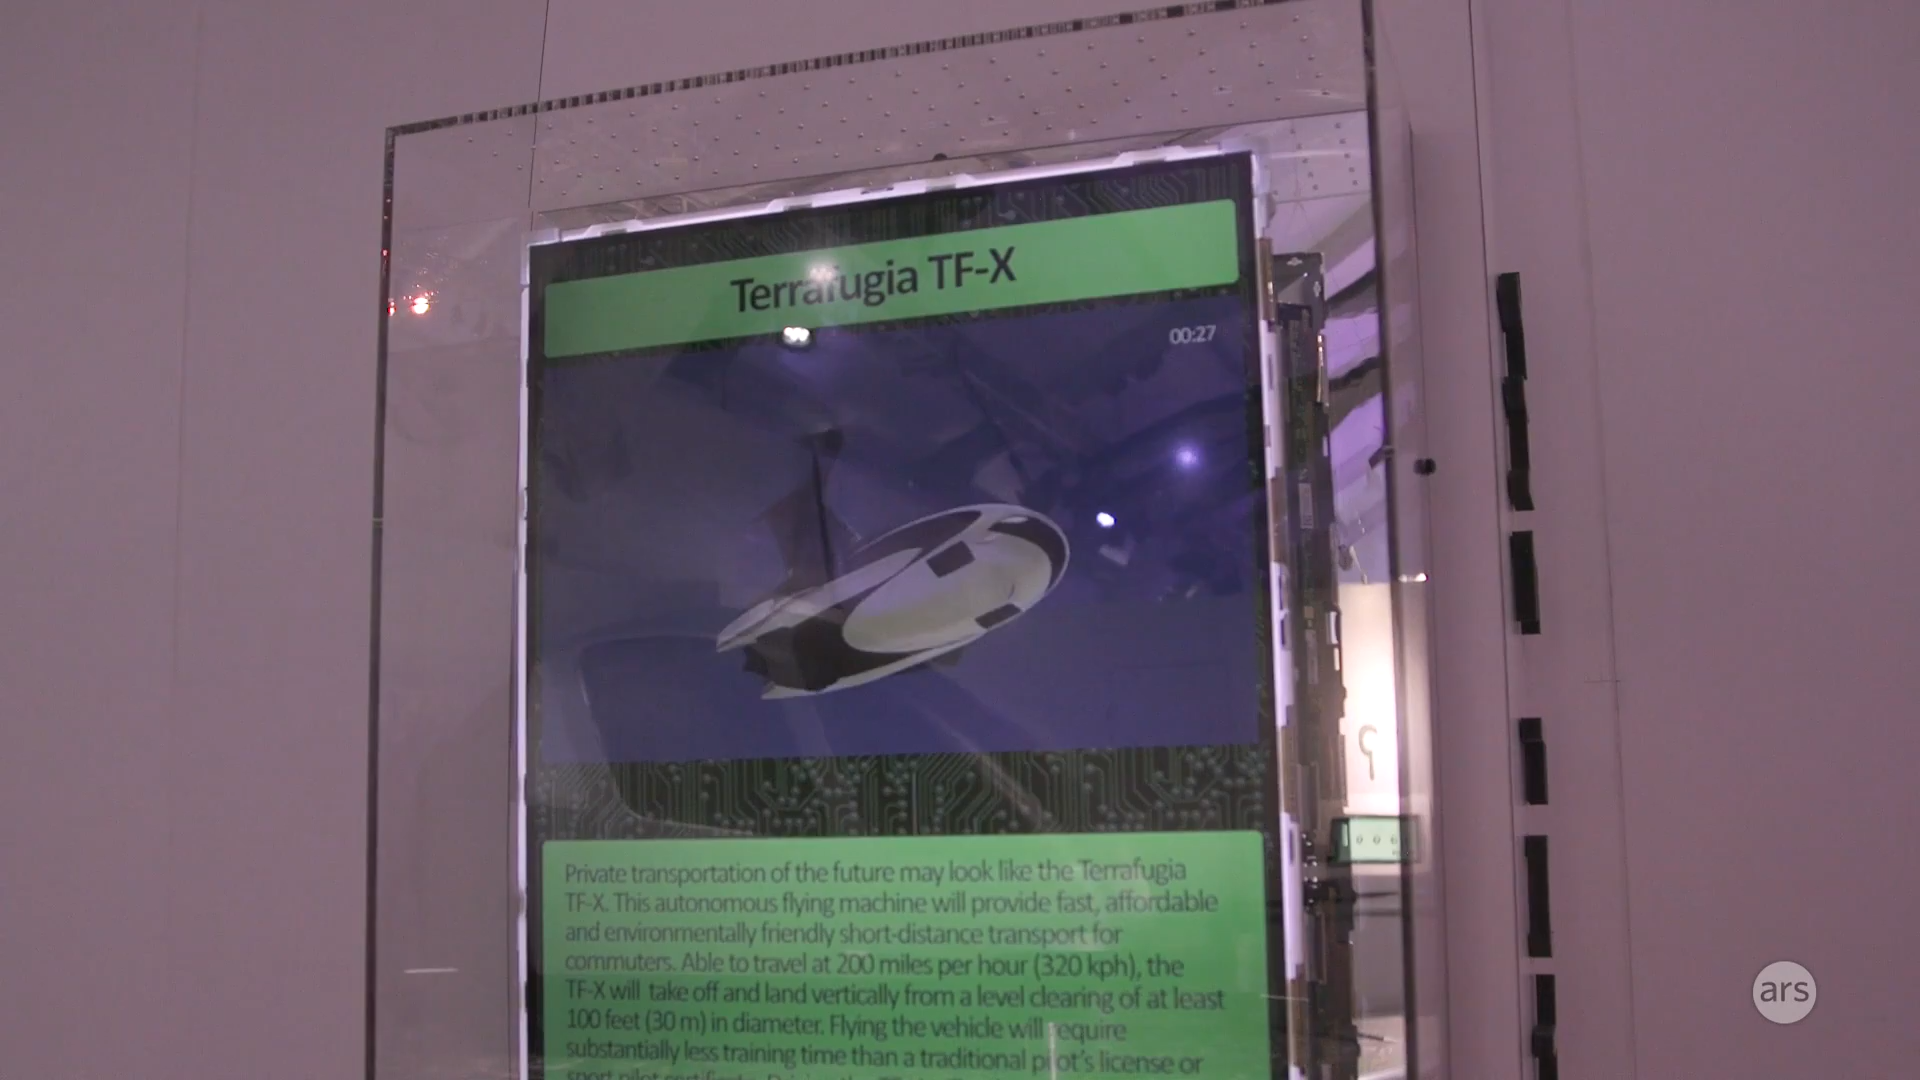 Terrafugia TF-X
00:27
Private transportation of the future may look like the Terrafugia
TF-X. This autonomous flying machine will provide fast, affordable
and environmentally friendly short-distance transport for
commuters. Able to travel at 200 miles per hour (320 kph), the
TF-X will take off and land vertically from a level clearing of at least
100 feet (30 m) in diameter. Flying the vehicle will require
substantially less training time than a traditional pilot's license or
sport pilot
ars